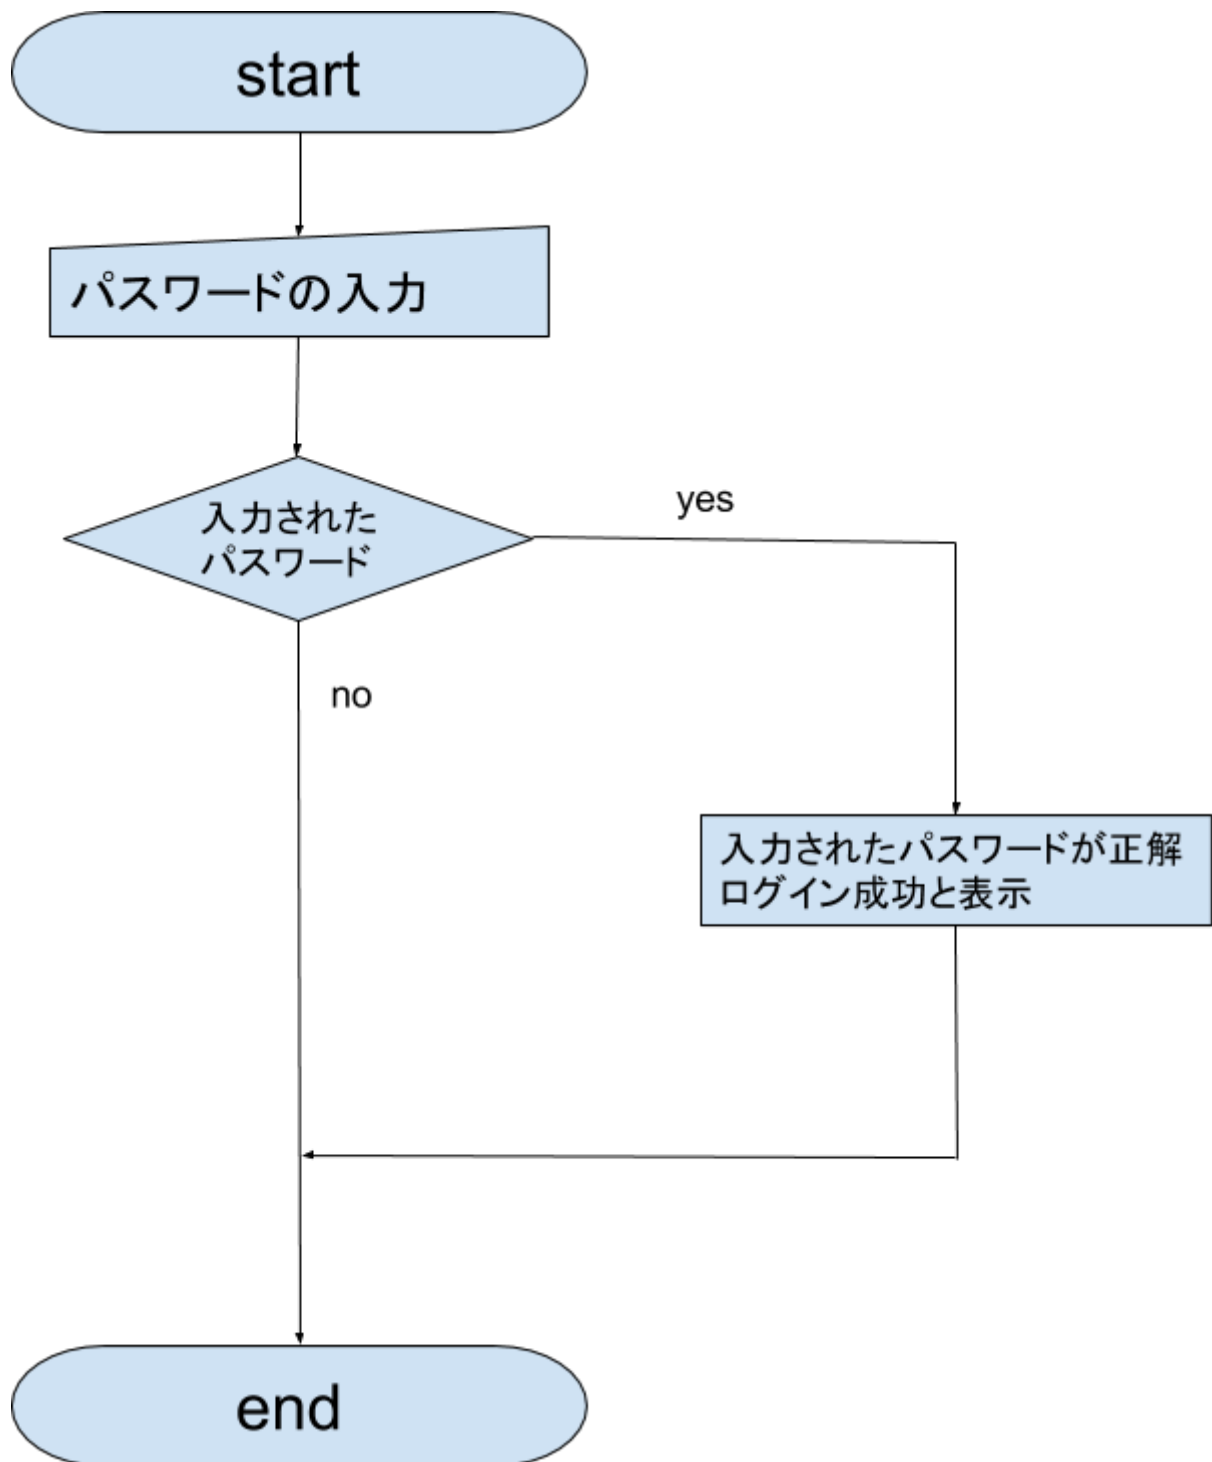 start
パスワードの入力
入力された
パスワード
yes
no
入力されたパスワードが正解
ログイン成功と表示
end